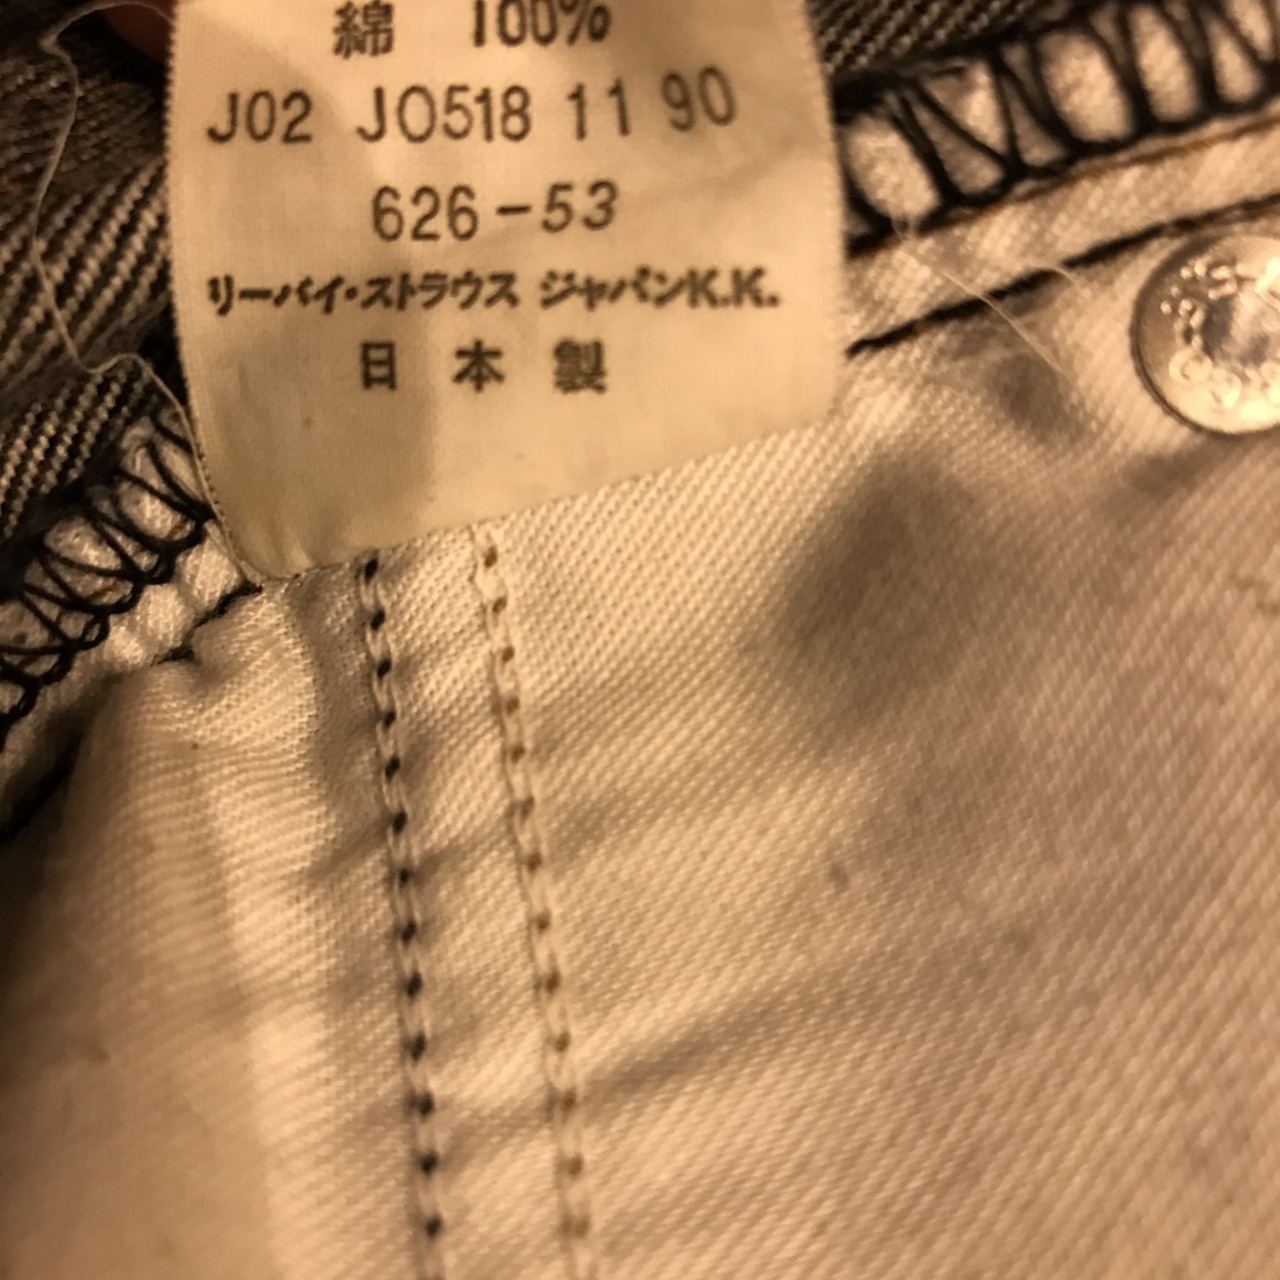 綿 100%
J02 J0518 11 90
626-53
リーバイ・ストラウス ジャパンK.K.
日本製